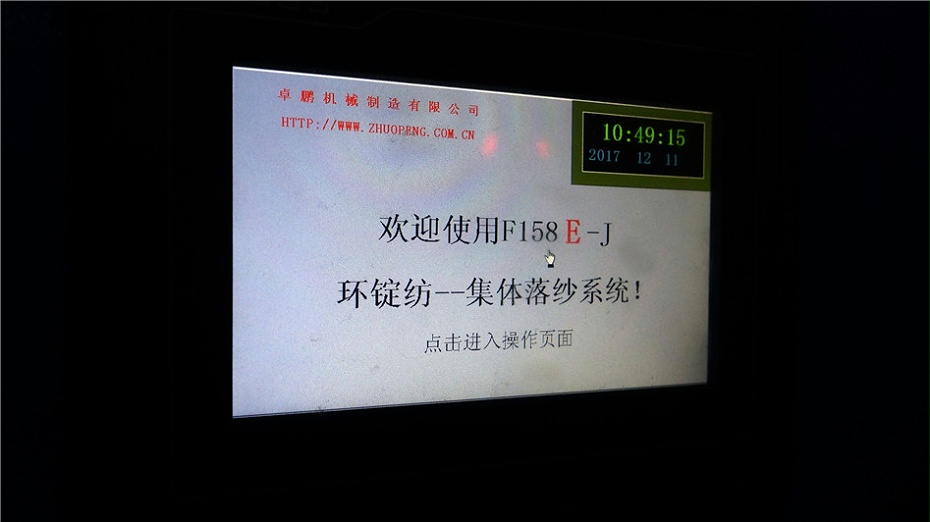 卓鹏机械制造有限公司
HTTP://WWW.ZHUOPENG.COM.CN
10:49:15
2017 12 11
欢迎使用F158E-J
环锭纺--集体落纱系统!
点击进入操作页面